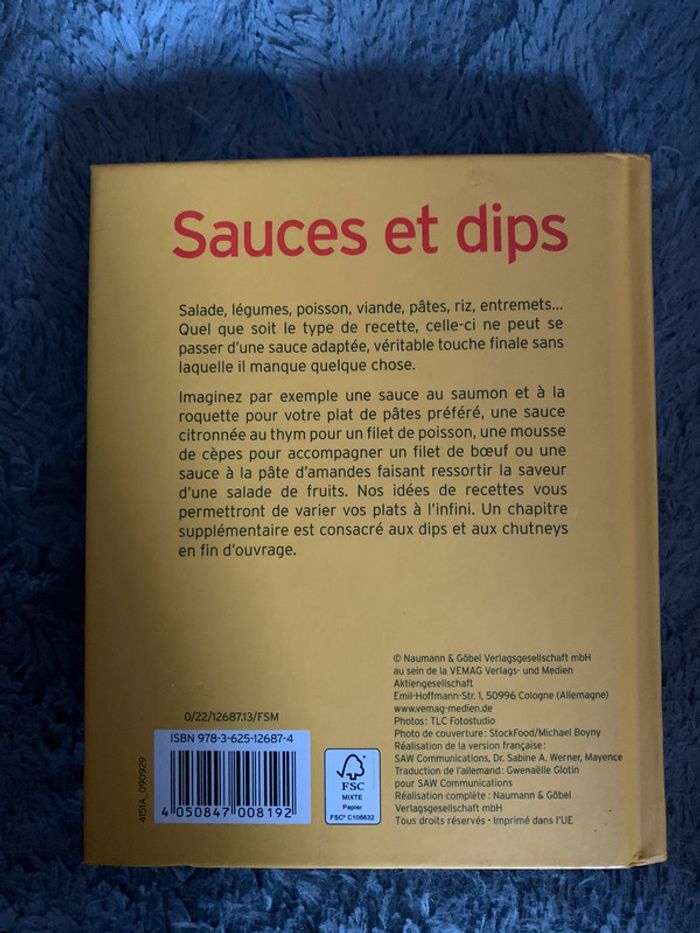 Sauces et dips
Salade, légumes, poisson, viande, pâtes, riz, entremets...
Quel que soit le type de recette, celle-ci ne peut se
passer d'une sauce adaptée, véritable touche finale sans
laquelle il manque quelque chose.
Imaginez par exemple une sauce au saumon et à la
roquette pour votre plat de pâtes préféré, une sauce
citronnée au thym pour un filet de poisson, une mousse
de cèpes pour accompagner un filet de bœuf ou une
sauce à la pâte d'amandes faisant ressortir la saveur
d'une salade de fruits. Nos idées de recettes vous
permettront de varier vos plats à l'infini. Un chapitre
supplémentaire est consacré aux dips et aux chutneys
en fin d'ouvrage.
© Naumann & Göbel Verlagsgesellschaft mbH
au sein de la VEMAG Verlags- und Medien
Aktiengesellschaft
Emil-Hoffmann-Str. 1, 50996 Cologne (Allemagne)
www.vemag-medien.de
Photos : TLC Fotostudio
Photo de couverture : StockFood/Michael Boyny
Réalisation de la version française :
SAW Communications, Dr. Sabine A. Werner, Mayence
Traduction de l'allemand : Gwenaëlle Glotin
pour SAW Communications
Réalisation complète : Naumann & Göbel
Verlagsgesellschaft mbH
Tous droits réservés • Imprimé dans l'UE
0/22/12687.13/FSM
ISBN 978-3-625-12687-4
4 050847 008192
4151A_090929
FSC
MIXTE
Papier
FSC® C106632